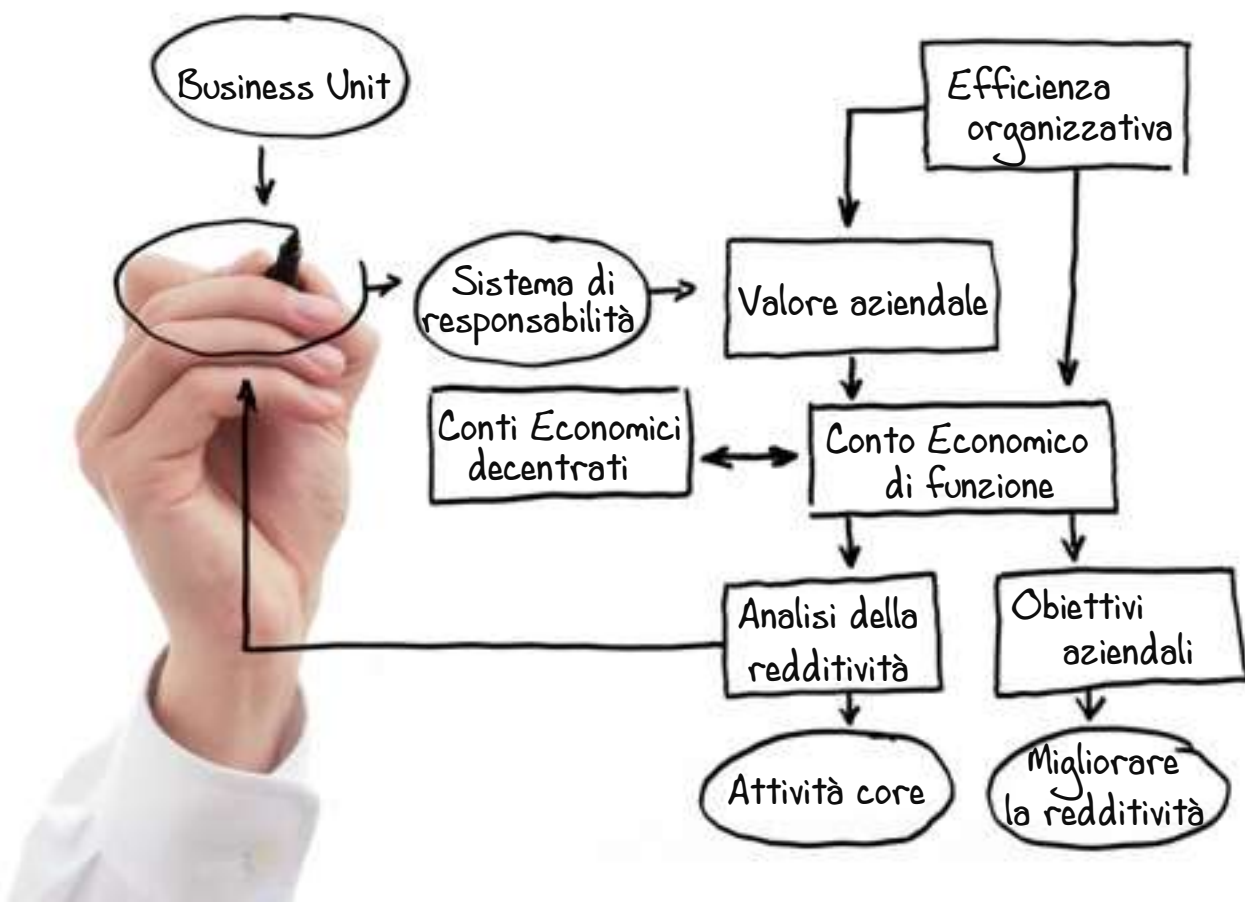 Business Unit
Efficienza
organizzativa
Sistema di
responsabilità
Valore aziendale
Conti Economici
decentrati
Conto Economico
di funzione
Analisi della
redditività
Obiettivi
aziendali
Attività core
Migliorare
la redditività